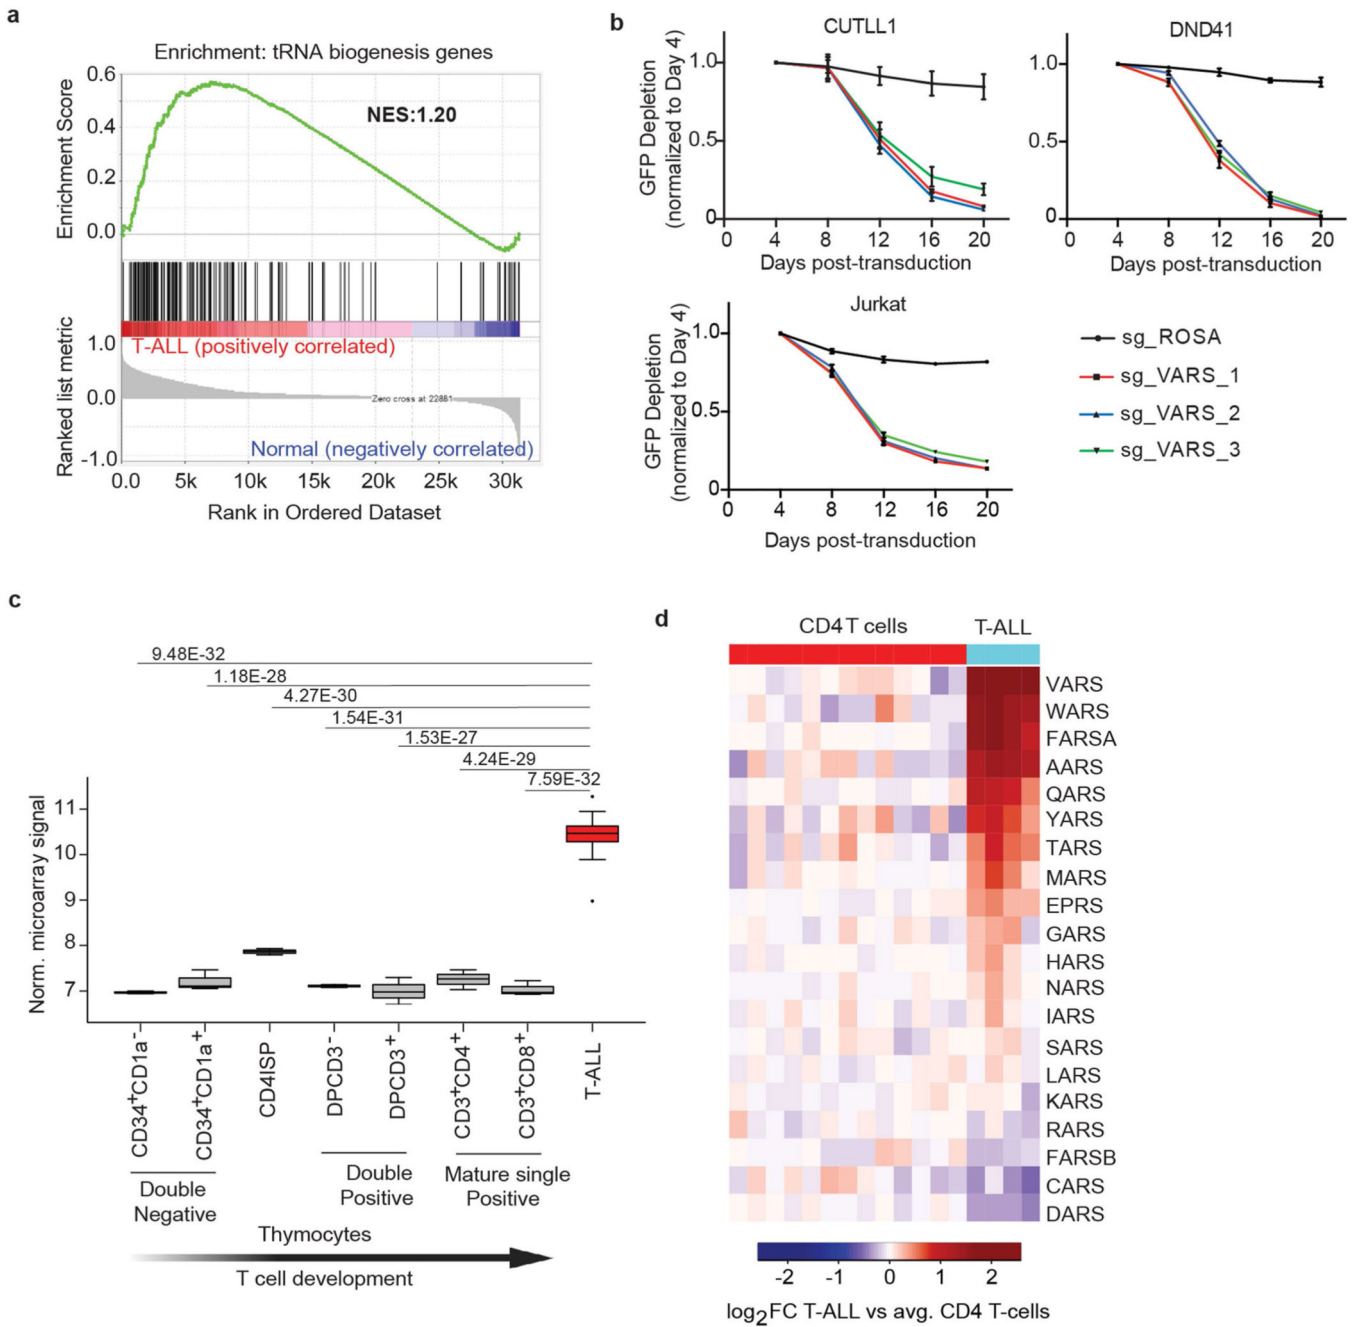 a
Enrichment: tRNA biogenesis genes
Enrichment Score
0.6
0.4
0.2
0.0
NES:1.20
T-ALL (positively correlated)
Ranked list metric
1.0
0.0
-1.0
Zero cross at 22881
Normal (negatively correlated)
0.0 5k 10k 15k 20k 25k 30k
Rank in Ordered Dataset
b
CUTLL1
GFP Depletion
(normalized to Day 4)
1.0
0.5
0
0 4 8 12 16 20
Days post-transduction
DND41
1.0
0.5
0
0 4 8 12 16 20
Days post-transduction
Jurkat
GFP Depletion
(normalized to Day 4)
1.0
0.5
0
0 4 8 12 16 20
Days post-transduction
sg_ROSA
sg_VARS_1
sg_VARS_2
sg_VARS_3
c
9.48E-32
1.18E-28
4.27E-30
1.54E-31
1.53E-27
4.24E-29
7.59E-32
Norm. microarray signal
11
10
9
8
7
CD34+CD1a-
CD34+CD1a+
CD4ISP
DPCD3-
DPCD3+
CD3+CD4+
CD3+CD8+
T-ALL
Double
Negative
Double
Positive
Mature single
Positive
Thymocytes
T cell development
d
CD4 T cells T-ALL
VARS
WARS
FARSA
AARS
QARS
YARS
TARS
MARS
EPRS
GARS
HARS
NARS
IARS
SARS
LARS
KARS
RARS
FARSB
CARS
DARS
-2 -1 0 1 2
log2FC T-ALL vs avg. CD4 T-cells